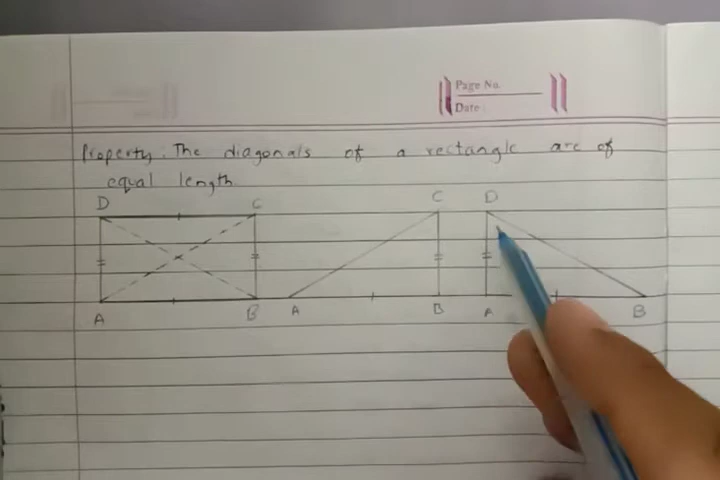 Page No.
Date :
Property : The diagonals of a rectangle are of
equal length
D C C D
A B A B A B